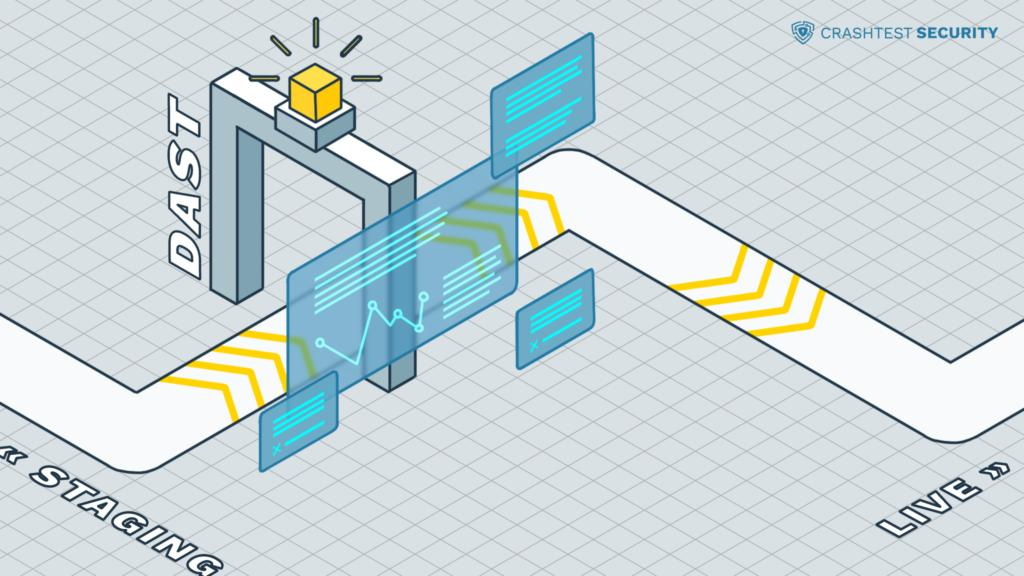 CRASHTEST SECURITY
DAST
« STAGING
LIVE »